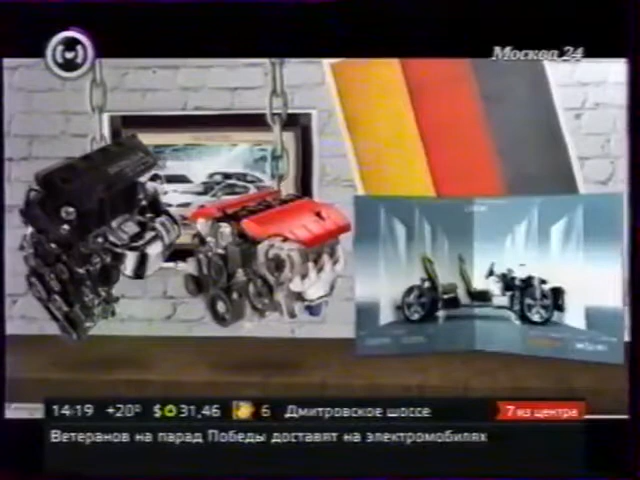 Москва 24
14:19 +20° $ 31,46 6 Дмитровское шоссе 7 из центра
Ветеранов на парад Победы доставят на электромобилях